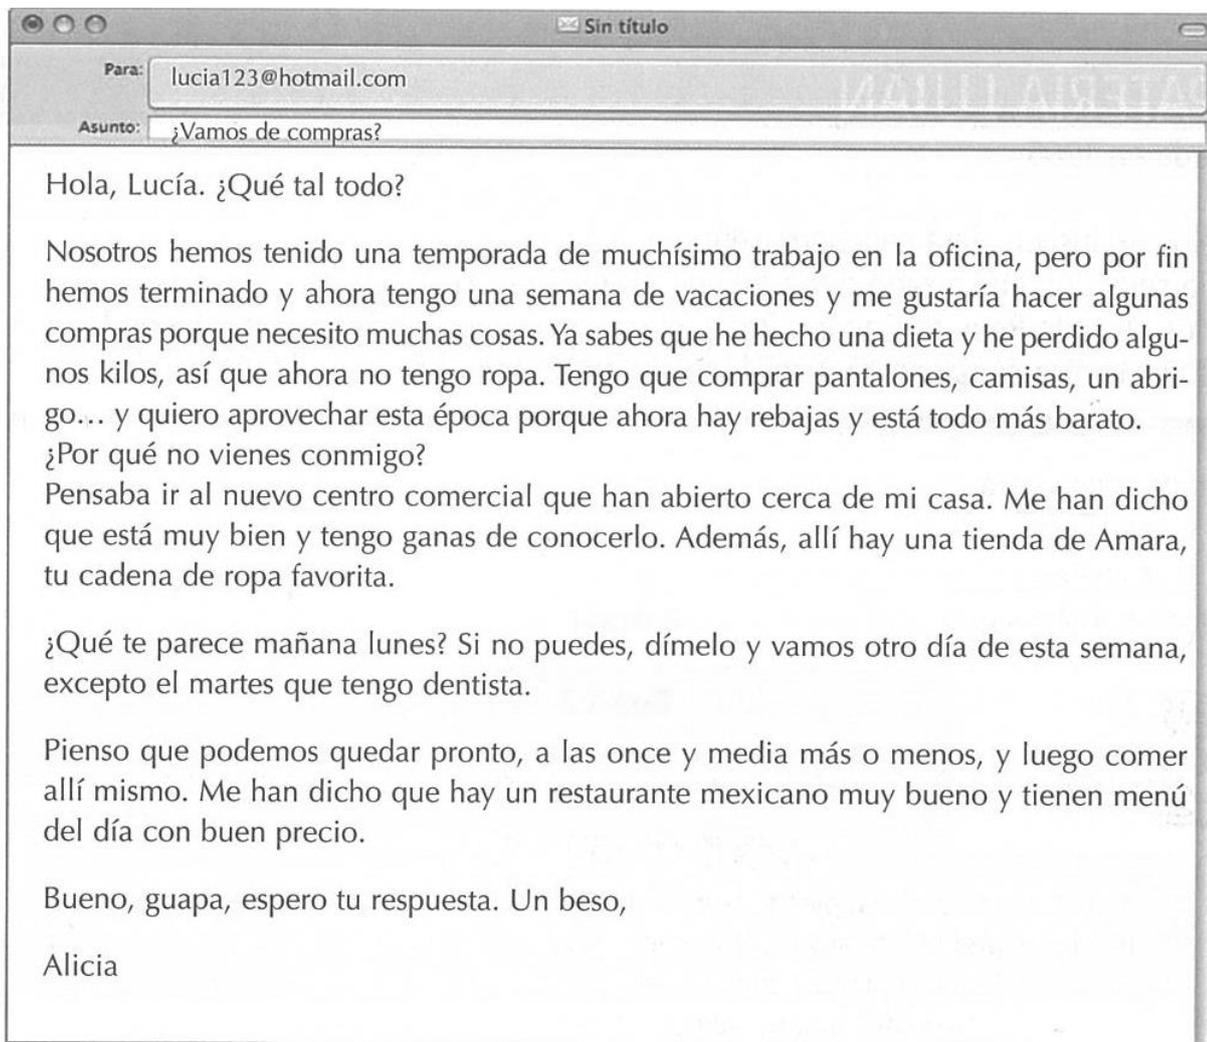 Sin título
Para: lucia123@hotmail.com
Asunto: ¿Vamos de compras?
Hola, Lucía. ¿Qué tal todo?
Nosotros hemos tenido una temporada de muchísimo trabajo en la oficina, pero por fin
hemos terminado y ahora tengo una semana de vacaciones y me gustaría hacer algunas
compras porque necesito muchas cosas. Ya sabes que he hecho una dieta y he perdido algu-
nos kilos, así que ahora no tengo ropa. Tengo que comprar pantalones, camisas, un abri-
go... y quiero aprovechar esta época porque ahora hay rebajas y está todo más barato.
¿Por qué no vienes conmigo?
Pensaba ir al nuevo centro comercial que han abierto cerca de mi casa. Me han dicho
que está muy bien y tengo ganas de conocerlo. Además, allí hay una tienda de Amara,
tu cadena de ropa favorita.
¿Qué te parece mañana lunes? Si no puedes, dímelo y vamos otro día de esta semana,
excepto el martes que tengo dentista.
Pienso que podemos quedar pronto, a las once y media más o menos, y luego comer
allí mismo. Me han dicho que hay un restaurante mexicano muy bueno y tienen menú
del día con buen precio.
Bueno, guapa, espero tu respuesta. Un beso,
Alicia